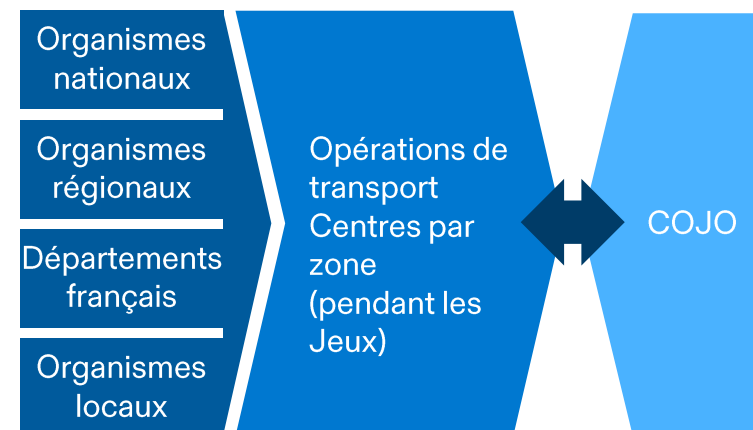 Organismes
nationaux
Organismes
régionaux
Départements
français
Organismes
locaux
Opérations de
transport
Centres par
zone
(pendant les
Jeux)
COJO